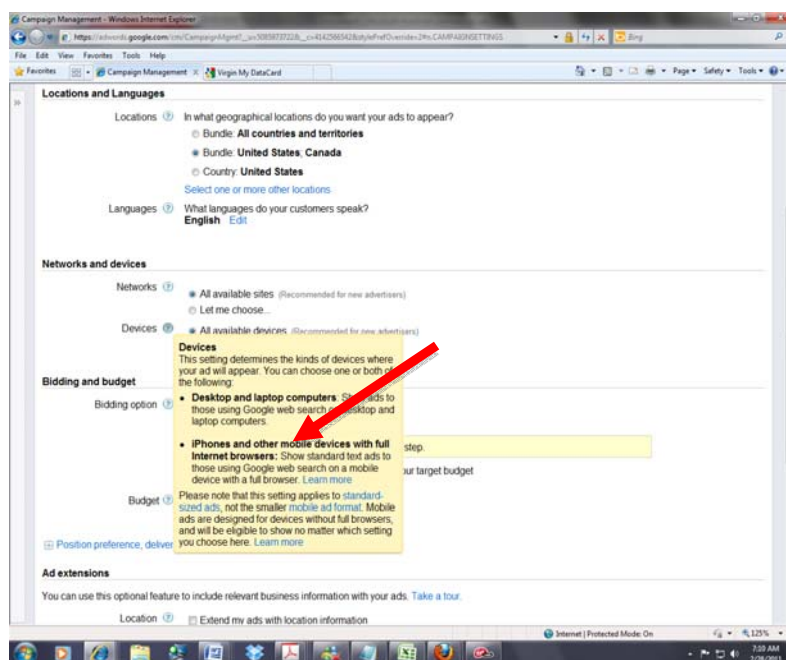 Campaign Management - Windows Internet Explorer
File Edit View Favorites Tools Help
Favorites Campaign Management X Virgin My DataCard Page Safety Tools
Bing
Locations and Languages
Locations In what geographical locations do you want your ads to appear?
Bundle: All countries and territories
Bundle: United States; Canada
Country: United States
Select one or more other locations
Languages What languages do your customers speak?
English Edit
Networks and devices
Networks All available sites (Recommended for new advertisers)
Let me choose...
Devices All available devices (Recommended for new advertisers)
Devices
This setting determines the kinds of devices where
your ad will appear. You can choose one or both of
the following:
• Desktop and laptop computers: ads to
those using Google web search desktop and
laptop computers.
• iPhones and other mobile devices with full
Internet browsers: Show standard text ads to
those using Google web search on a mobile
device with a full browser. Learn more
Please note that this setting applies to standard-
sized ads, not the smaller mobile ad format. Mobile
ads are designed for devices without full browsers,
and will be eligible to show no matter which setting
you choose here. Learn more
Bidding and budget
Bidding option
step.
ur target budget
Budget
Position preference, deliver
Ad extensions
You can use this optional feature to include relevant business information with your ads. Take a tour.
Location Extend my ads with location information
Internet | Protected Mode: On 125%
7:10 AM
2/28/2011